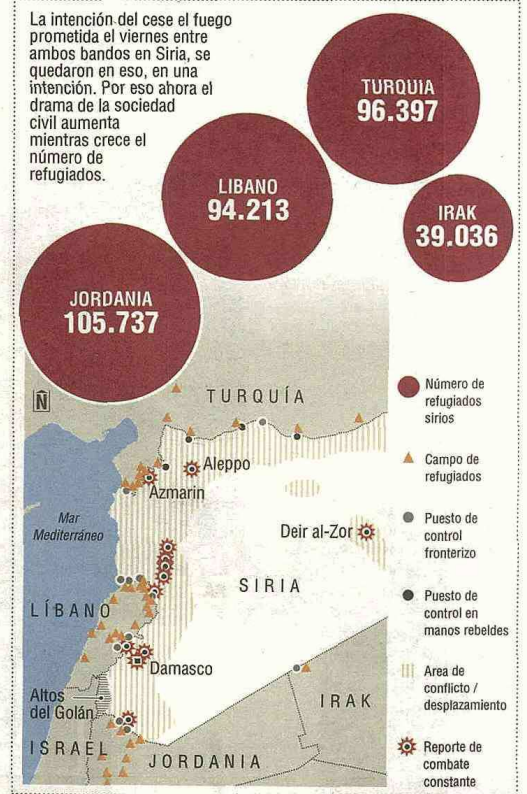 La intención del cese el fuego
prometida el viernes entre
ambos bandos en Siria, se
quedaron en eso, en una
intención. Por eso ahora el
drama de la sociedad
civil aumenta
mientras crece el
número de
refugiados.
TURQUIA
96.397
LIBANO
94.213
IRAK
39.036
JORDANIA
105.737
N
TURQUÍA
Aleppo
Azmarin
Mar
Mediterráneo
Deir al-Zor
SIRIA
LÍBANO
Damasco
Altos
del Golán
IRAK
ISRAEL
JORDANIA
Número de
refugiados
sirios
Campo de
refugiados
Puesto de
control
fronterizo
Puesto de
control en
manos rebeldes
Area de
conflicto /
desplazamiento
Reporte de
combate
constante